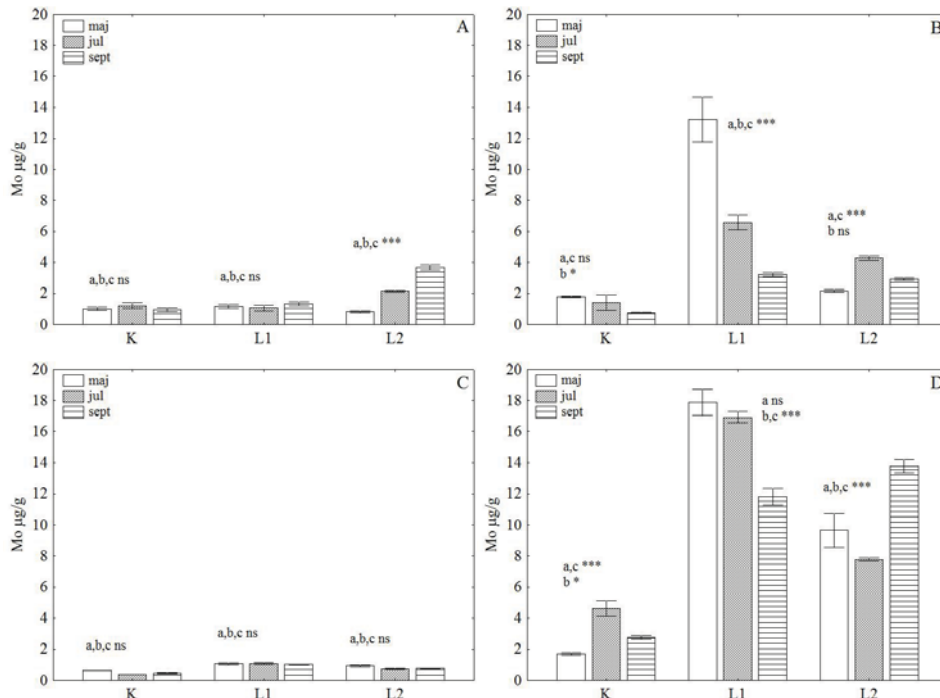 20
18
16
14
12
10
8
6
4
2
0
Mo µg/g
maj
jul
sept
A
a,b,c ns
a,b,c ns
a,b,c ***
K L1 L2
20
18
16
14
12
10
8
6
4
2
0
Mo µg/g
maj
jul
sept
B
a,c ns
b *
a,b,c ***
a,c ***
b ns
K L1 L2
20
18
16
14
12
10
8
6
4
2
0
Mo µg/g
maj
jul
sept
C
a,b,c ns
a,b,c ns
a,b,c ns
K L1 L2
20
18
16
14
12
10
8
6
4
2
0
Mo µg/g
maj
jul
sept
D
a,c ***
b *
a ns
b,c ***
a,b,c ***
K L1 L2